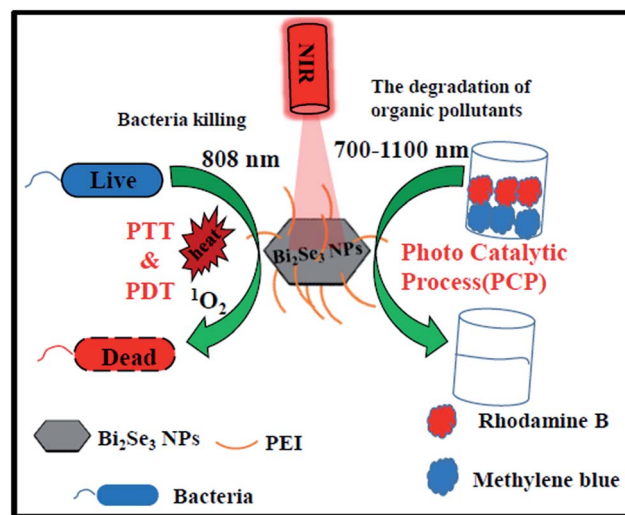 NIR
The degradation of
organic pollutants
Bacteria killing
808 nm
700-1100 nm
Live
PTT
&
PDT
heat
¹O₂
Bi₂Se₃ NPs
Photo Catalytic
Process(PCP)
Dead
Bi₂Se₃ NPs
PEI
Rhodamine B
Bacteria
Methylene blue